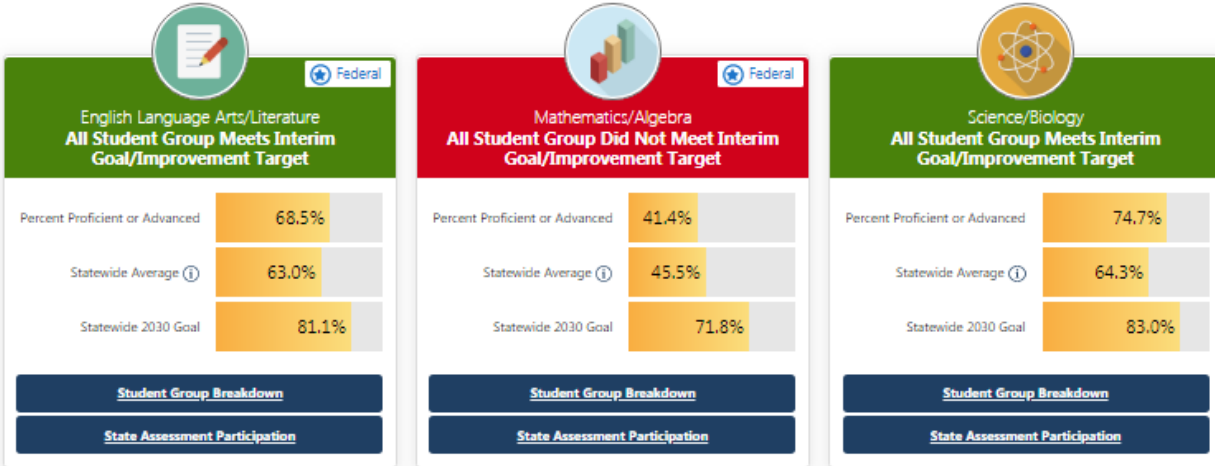 Federal
English Language Arts/Literature
All Student Group Meets Interim
Goal/Improvement Target
Percent Proficient or Advanced 68.5%
Statewide Average 63.0%
Statewide 2030 Goal 81.1%
Student Group Breakdown
State Assessment Participation
Federal
Mathematics/Algebra
All Student Group Did Not Meet Interim
Goal/Improvement Target
Percent Proficient or Advanced 41.4%
Statewide Average 45.5%
Statewide 2030 Goal 71.8%
Student Group Breakdown
State Assessment Participation
Science/Biology
All Student Group Meets Interim
Goal/Improvement Target
Percent Proficient or Advanced 74.7%
Statewide Average 64.3%
Statewide 2030 Goal 83.0%
Student Group Breakdown
State Assessment Participation